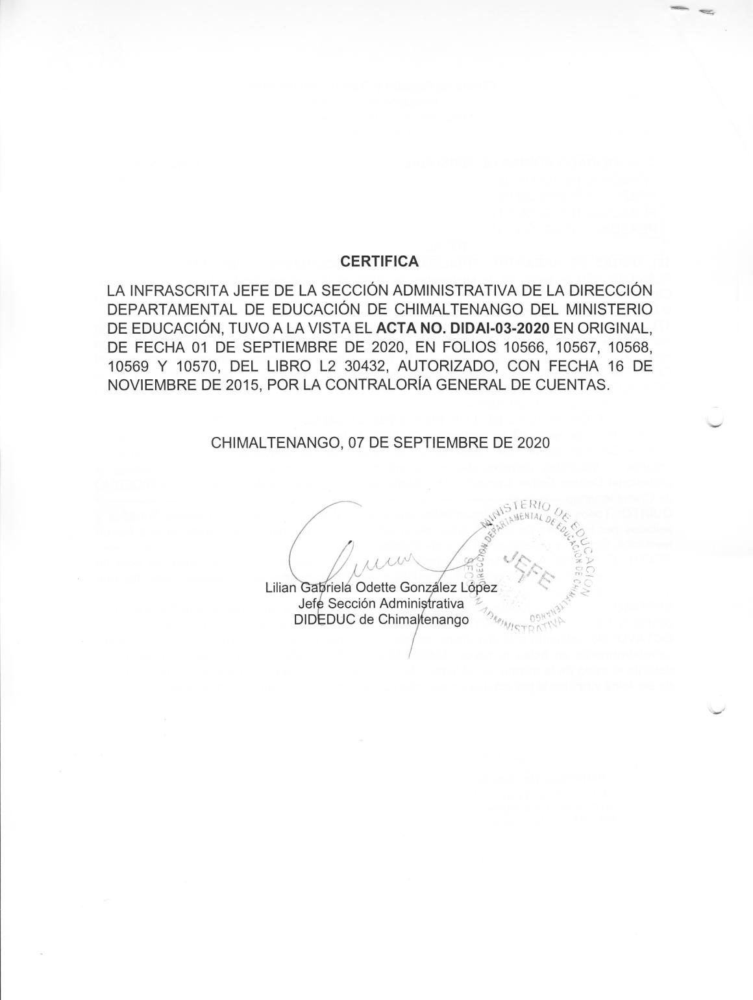 CERTIFICA
LA INFRASCRITA JEFE DE LA SECCIÓN ADMINISTRATIVA DE LA DIRECCIÓN
DEPARTAMENTAL DE EDUCACIÓN DE CHIMALTENANGO DEL MINISTERIO
DE EDUCACIÓN, TUVO A LA VISTA EL ACTA NO. DIDAI-03-2020 EN ORIGINAL,
DE FECHA 01 DE SEPTIEMBRE DE 2020, EN FOLIOS 10566, 10567, 10568,
10569 Y 10570, DEL LIBRO L2 30432, AUTORIZADO, CON FECHA 16 DE
NOVIEMBRE DE 2015, POR LA CONTRALORÍA GENERAL DE CUENTAS.
CHIMALTENANGO, 07 DE SEPTIEMBRE DE 2020
MINISTERIO DE EDUCACION
DIRECCION DEPARTAMENTAL DE EDUCACION DE CHIMALTENANGO
JEFE
SECCION ADMINISTRATIVA
Lilian Gabriela Odette González López
Jefe Sección Administrativa
DIDEDUC de Chimaltenango